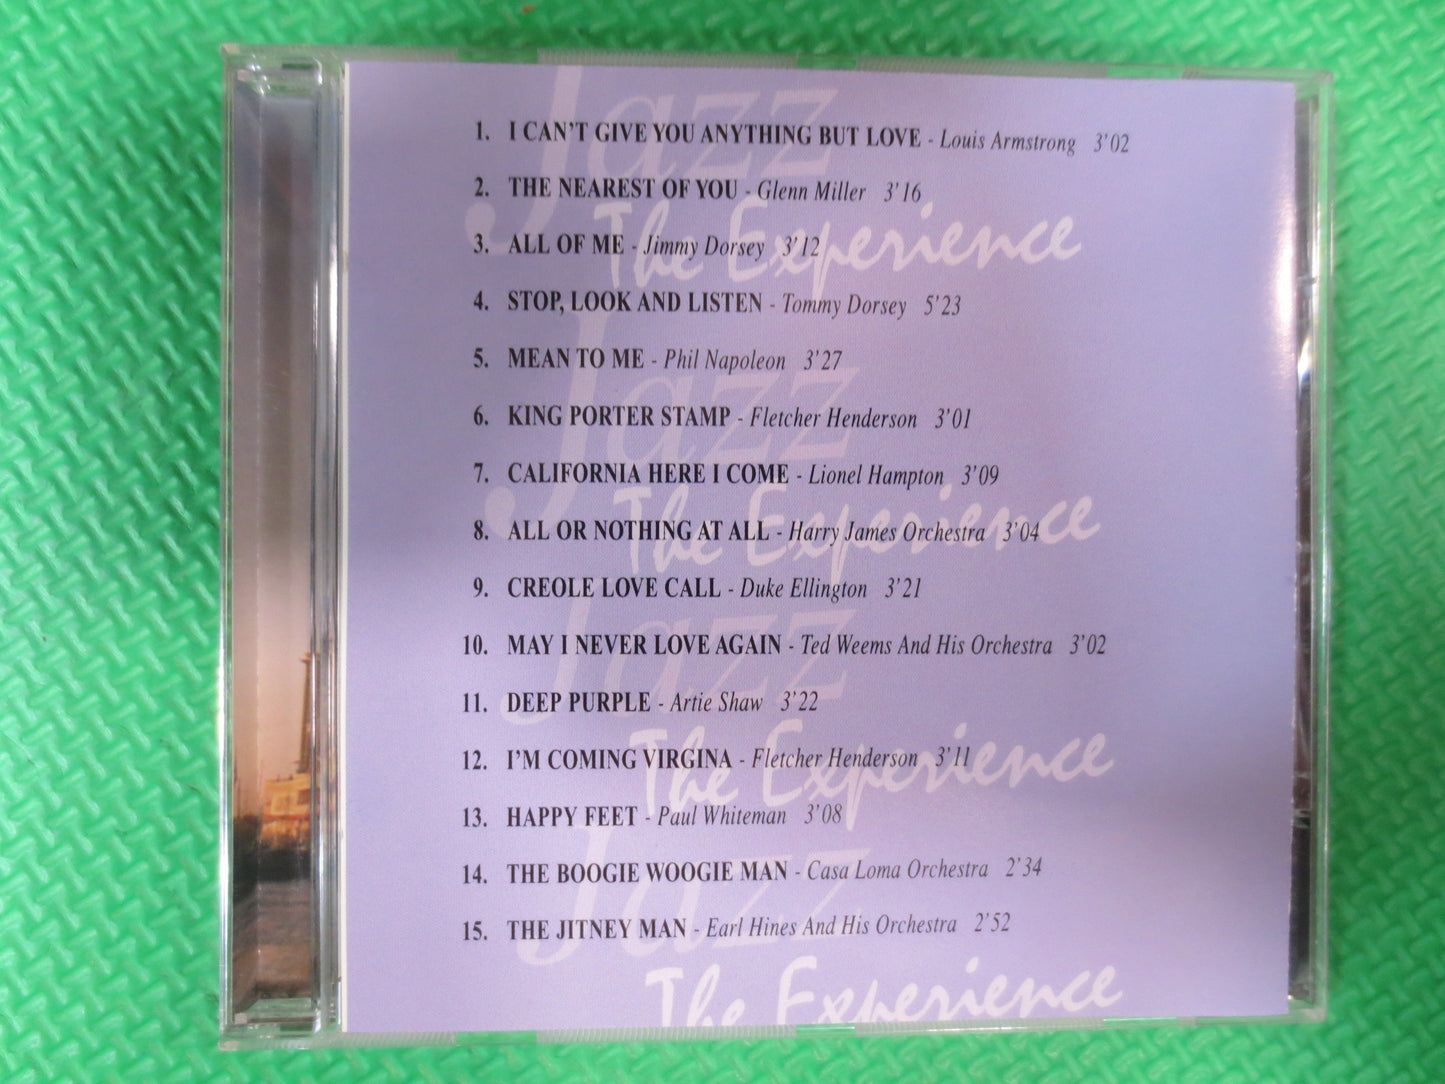 Jazz
1. I CAN'T GIVE YOU ANYTHING BUT LOVE - Louis Armstrong 3'02
2. THE NEAREST OF YOU - Glenn Miller 3'16
The Experience
3. ALL OF ME - Jimmy Dorsey 3'12
4. STOP, LOOK AND LISTEN - Tommy Dorsey 5'23
Jazz
5. MEAN TO ME - Phil Napoleon 3'27
6. KING PORTER STAMP - Fletcher Henderson 3'01
7. CALIFORNIA HERE I COME - Lionel Hampton 3'09
The Experience
8. ALL OR NOTHING AT ALL - Harry James Orchestra 3'04
9. CREOLE LOVE CALL - Duke Ellington 3'21
Jazz
10. MAY I NEVER LOVE AGAIN - Ted Weems And His Orchestra 3'02
11. DEEP PURPLE - Artie Shaw 3'22
The Experience
12. I'M COMING VIRGINA - Fletcher Henderson 3'11
13. HAPPY FEET - Paul Whiteman 3'08
Jazz
14. THE BOOGIE WOOGIE MAN - Casa Loma Orchestra 2'34
15. THE JITNEY MAN - Earl Hines And His Orchestra 2'52
The Experience